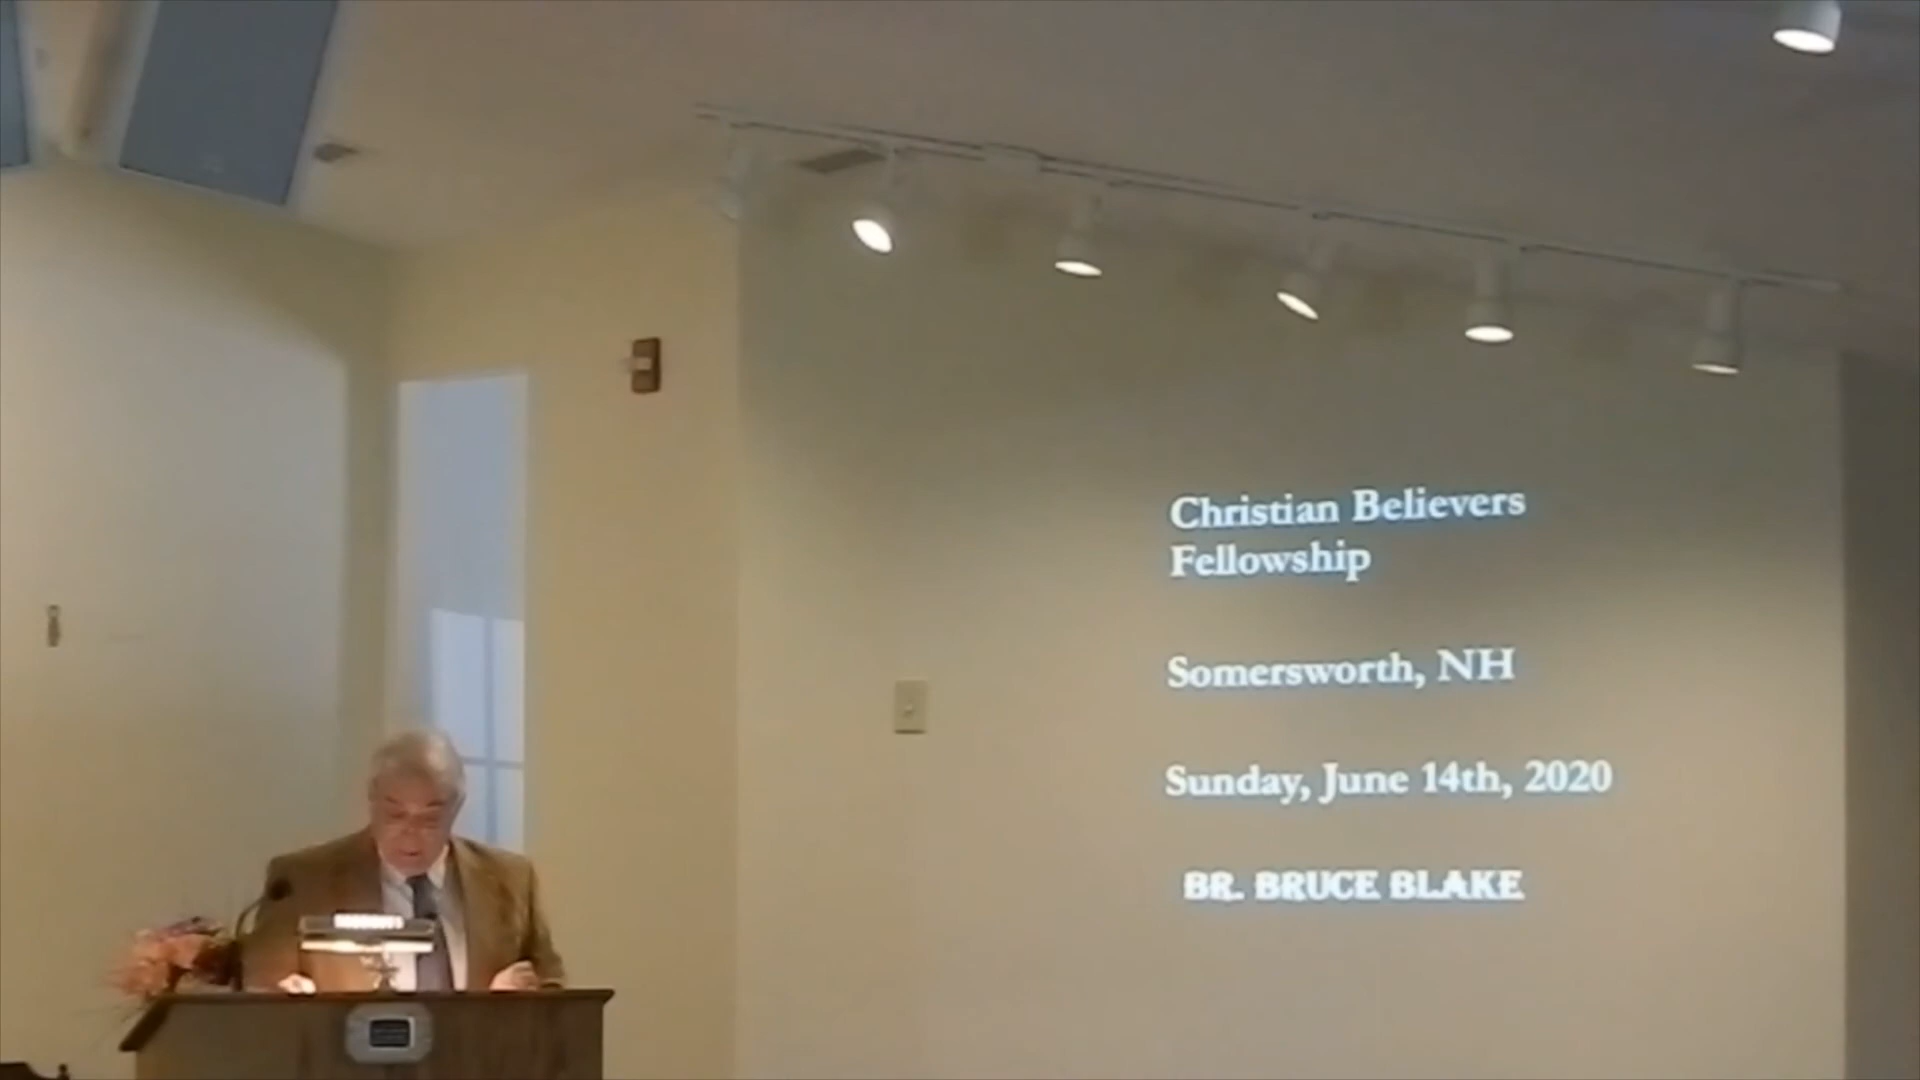 Christian Believers
Fellowship
Somersworth, NH
Sunday, June 14th, 2020
BR. BRUCE BLAKE